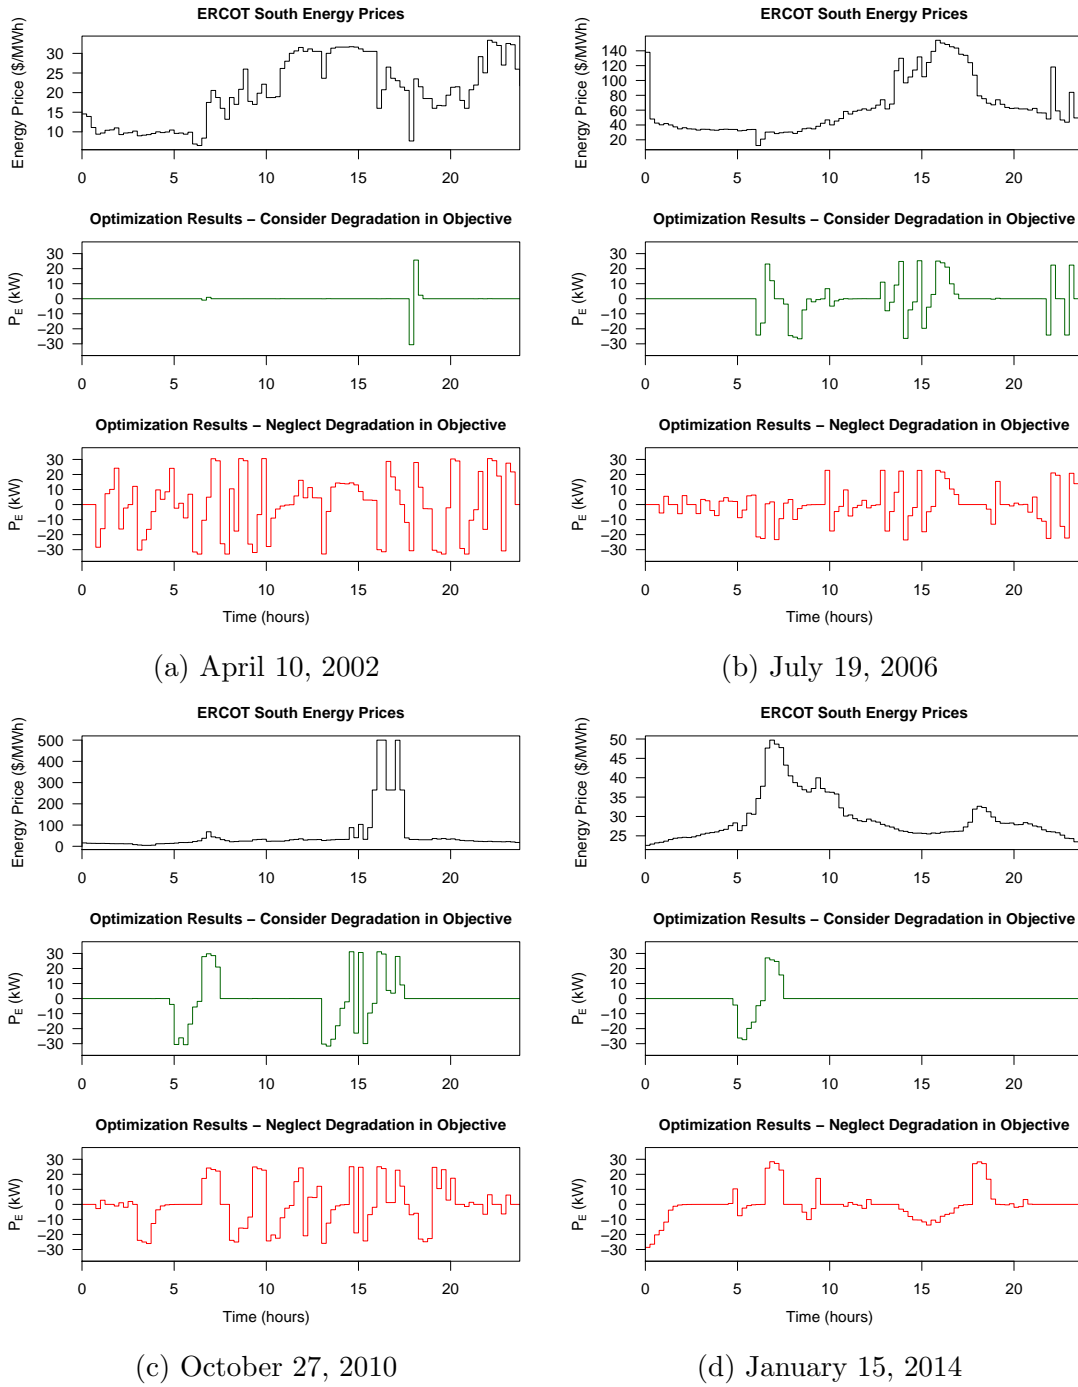 ERCOT South Energy Prices
Energy Price ($/MWh)
30
25
20
15
10
0 5 10 15 20
Optimization Results − Consider Degradation in Objective
P_E (kW)
30
20
10
0
−10
−20
−30
0 5 10 15 20
Optimization Results − Neglect Degradation in Objective
P_E (kW)
30
20
10
0
−10
−20
−30
0 5 10 15 20
Time (hours)
(a) April 10, 2002
ERCOT South Energy Prices
Energy Price ($/MWh)
140
120
100
80
60
40
20
0 5 10 15 20
Optimization Results − Consider Degradation in Objective
P_E (kW)
30
20
10
0
−10
−20
−30
0 5 10 15 20
Optimization Results − Neglect Degradation in Objective
P_E (kW)
30
20
10
0
−10
−20
−30
0 5 10 15 20
Time (hours)
(b) July 19, 2006
ERCOT South Energy Prices
Energy Price ($/MWh)
500
400
300
200
100
0
0 5 10 15 20
Optimization Results − Consider Degradation in Objective
P_E (kW)
30
20
10
0
−10
−20
−30
0 5 10 15 20
Optimization Results − Neglect Degradation in Objective
P_E (kW)
30
20
10
0
−10
−20
−30
0 5 10 15 20
Time (hours)
(c) October 27, 2010
ERCOT South Energy Prices
Energy Price ($/MWh)
50
45
40
35
30
25
0 5 10 15 20
Optimization Results − Consider Degradation in Objective
P_E (kW)
30
20
10
0
−10
−20
−30
0 5 10 15 20
Optimization Results − Neglect Degradation in Objective
P_E (kW)
30
20
10
0
−10
−20
−30
0 5 10 15 20
Time (hours)
(d) January 15, 2014